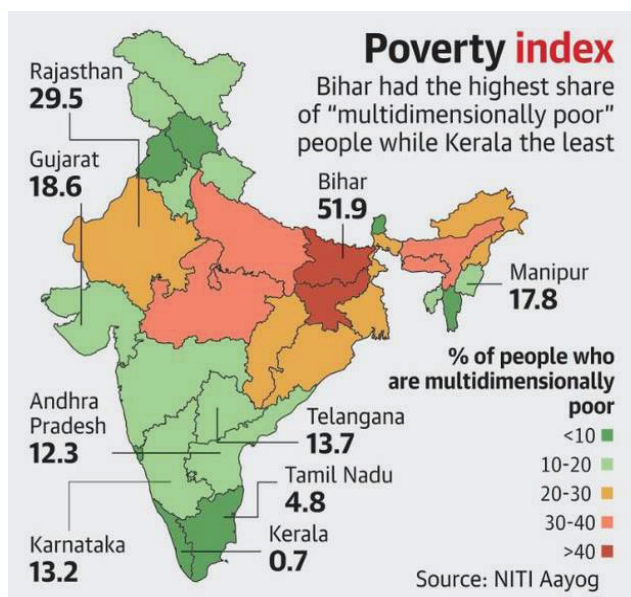 Poverty index
Bihar had the highest share
of “multidimensionally poor”
people while Kerala the least
Rajasthan
29.5
Gujarat
18.6
Bihar
51.9
Manipur
17.8
Andhra
Pradesh
12.3
Telangana
13.7
Tamil Nadu
4.8
Karnataka
13.2
Kerala
0.7
% of people who
are multidimensionally
poor
<10
10-20
20-30
30-40
>40
Source: NITI Aayog